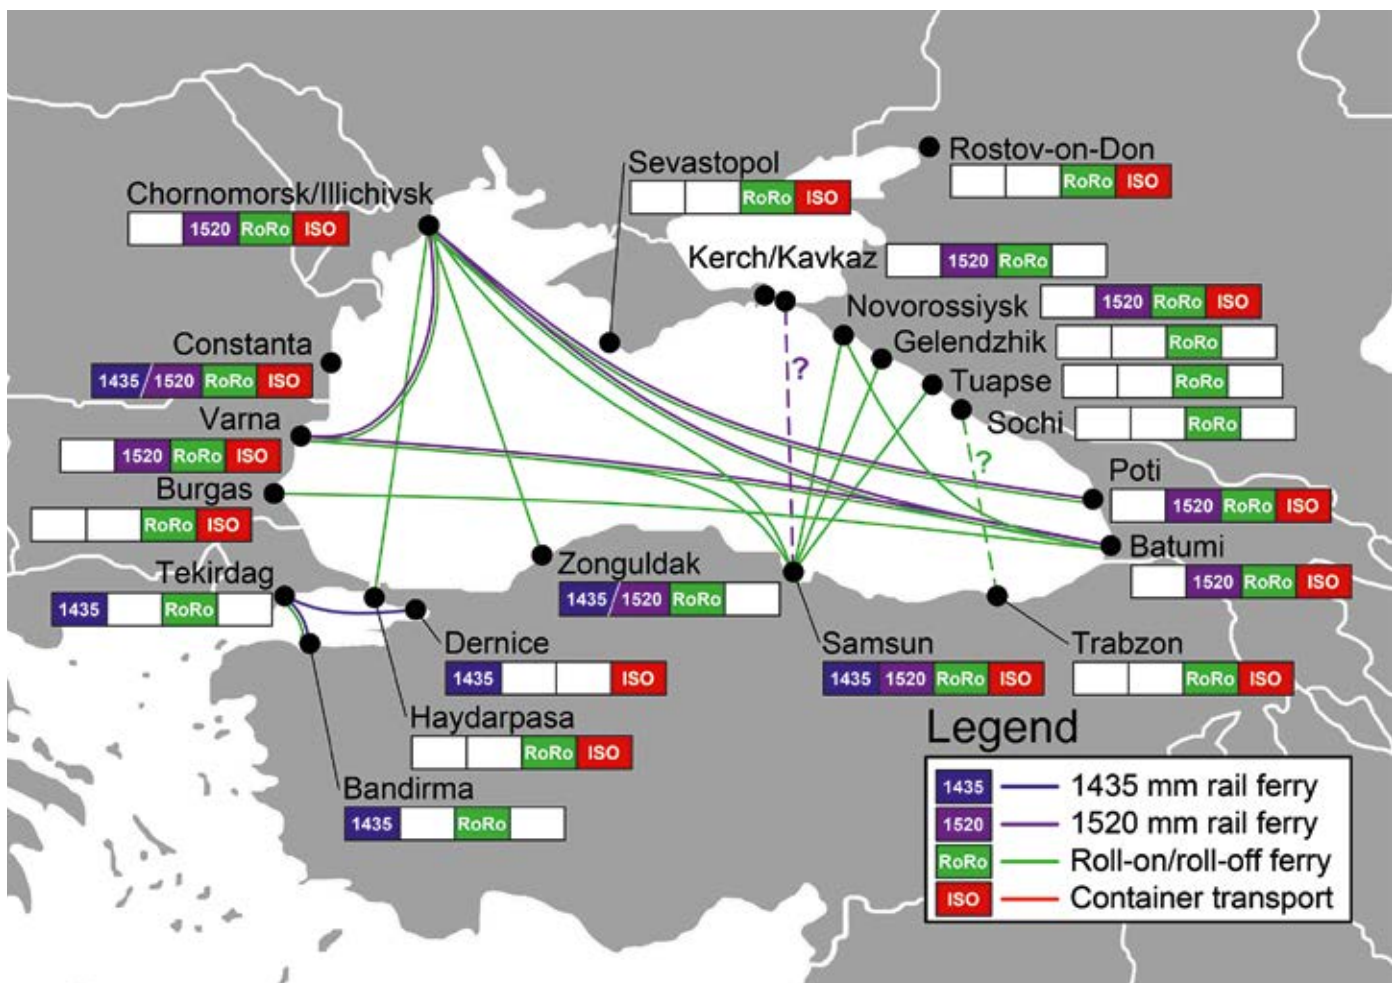 Sevastopol
RoRo ISO
Rostov-on-Don
RoRo ISO
Chornomorsk/Illichivsk
1520 RoRo ISO
Kerch/Kavkaz
1520 RoRo
Novorossiysk
1520 RoRo ISO
Gelendzhik
RoRo
Constanta
1435/1520 RoRo ISO
?
Tuapse
RoRo
Varna
1520 RoRo ISO
Sochi
RoRo
?
Burgas
RoRo ISO
Poti
1520 RoRo ISO
Batumi
1520 RoRo ISO
Tekirdag
1435 RoRo
Zonguldak
1435/1520 RoRo
Dernice
1435 ISO
Samsun
1435 1520 RoRo ISO
Trabzon
RoRo ISO
Haydarpasa
RoRo ISO
Bandirma
1435 RoRo
Legend
1435 1435 mm rail ferry
1520 1520 mm rail ferry
RoRo Roll-on/roll-off ferry
ISO Container transport